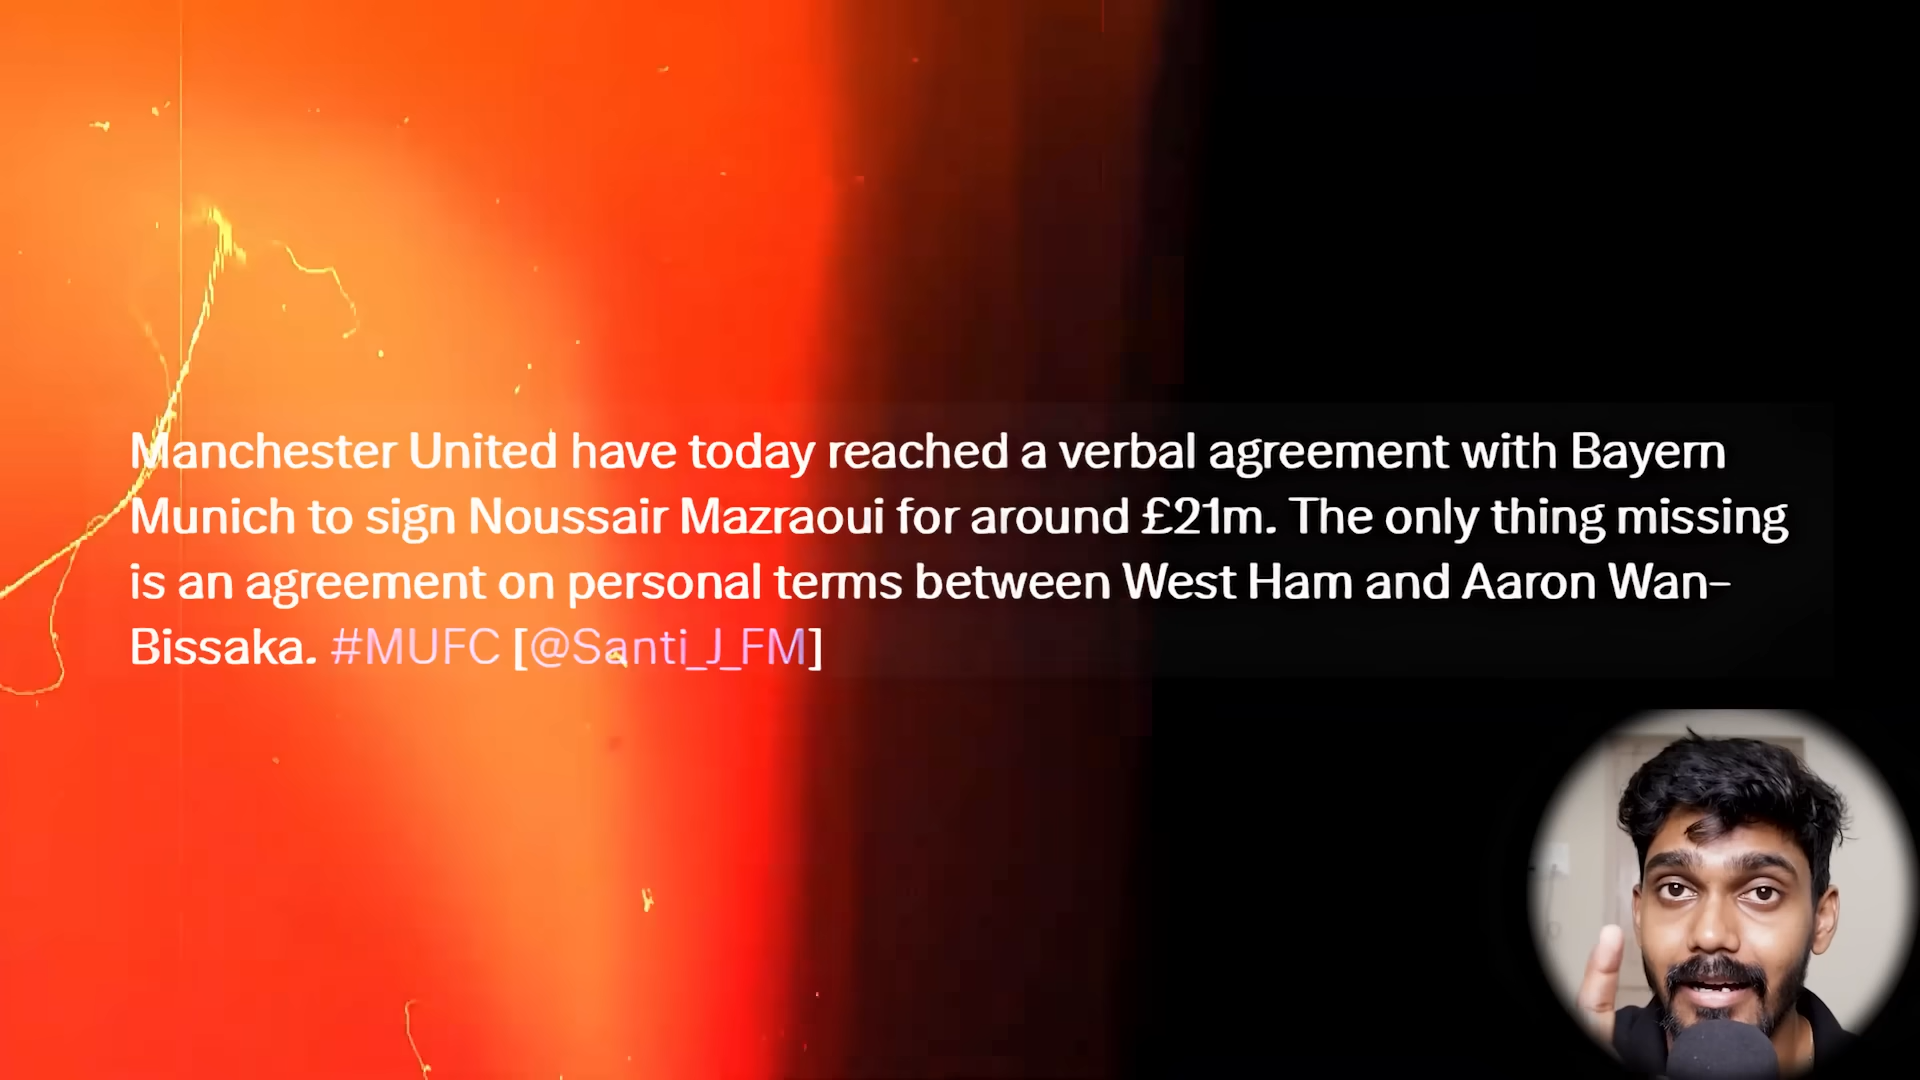 Manchester United have today reached a verbal agreement with Bayern
Munich to sign Noussair Mazraoui for around £21m. The only thing missing
is an agreement on personal terms between West Ham and Aaron Wan-
Bissaka. #MUFC [@Santi_J_FM]